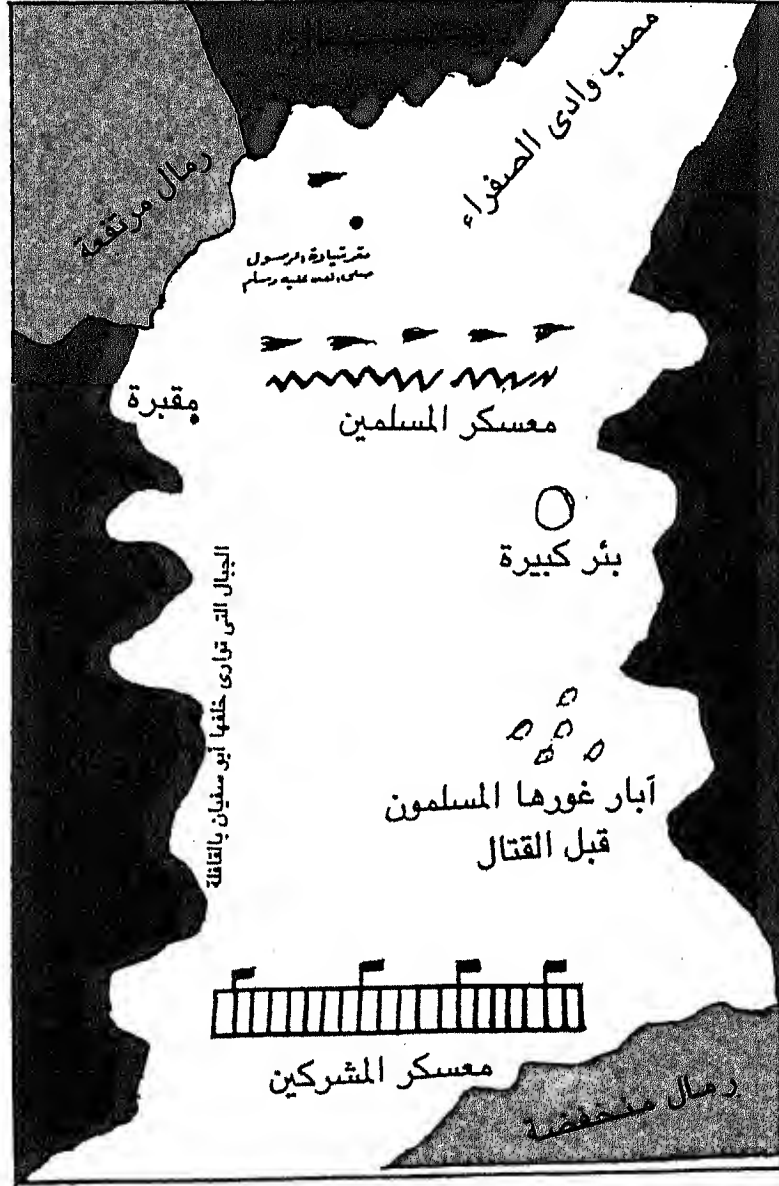 مصب وادى الصفراء
رمال مرتفعة
مقر قيادة الرسول
صلى الله عليه وسلم
معسكر المسلمين
مقبرة
بئر كبيرة
الجبال التى توارى خلفها أبو سفيان بالقافلة
آبار غورها المسلمون
قبل القتال
معسكر المشركين
رمال منخفضة